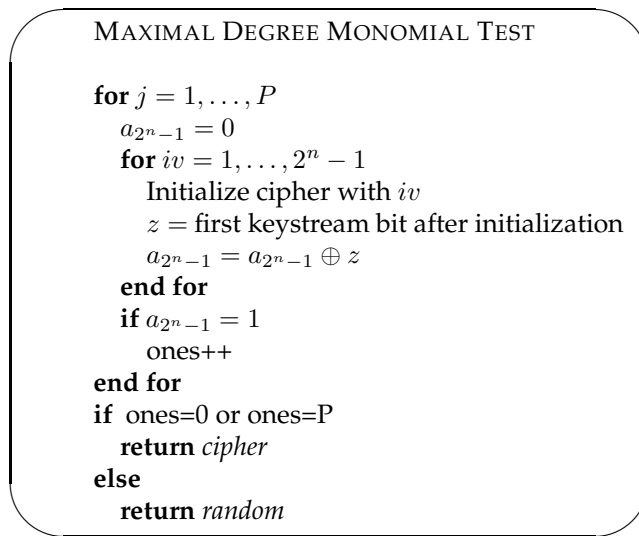 MAXIMAL DEGREE MONOMIAL TEST
for j = 1, . . . , P
a_{2^n−1} = 0
for iv = 1, . . . , 2^n − 1
Initialize cipher with iv
z = first keystream bit after initialization
a_{2^n−1} = a_{2^n−1} ⊕ z
end for
if a_{2^n−1} = 1
ones++
end for
if ones=0 or ones=P
return cipher
else
return random